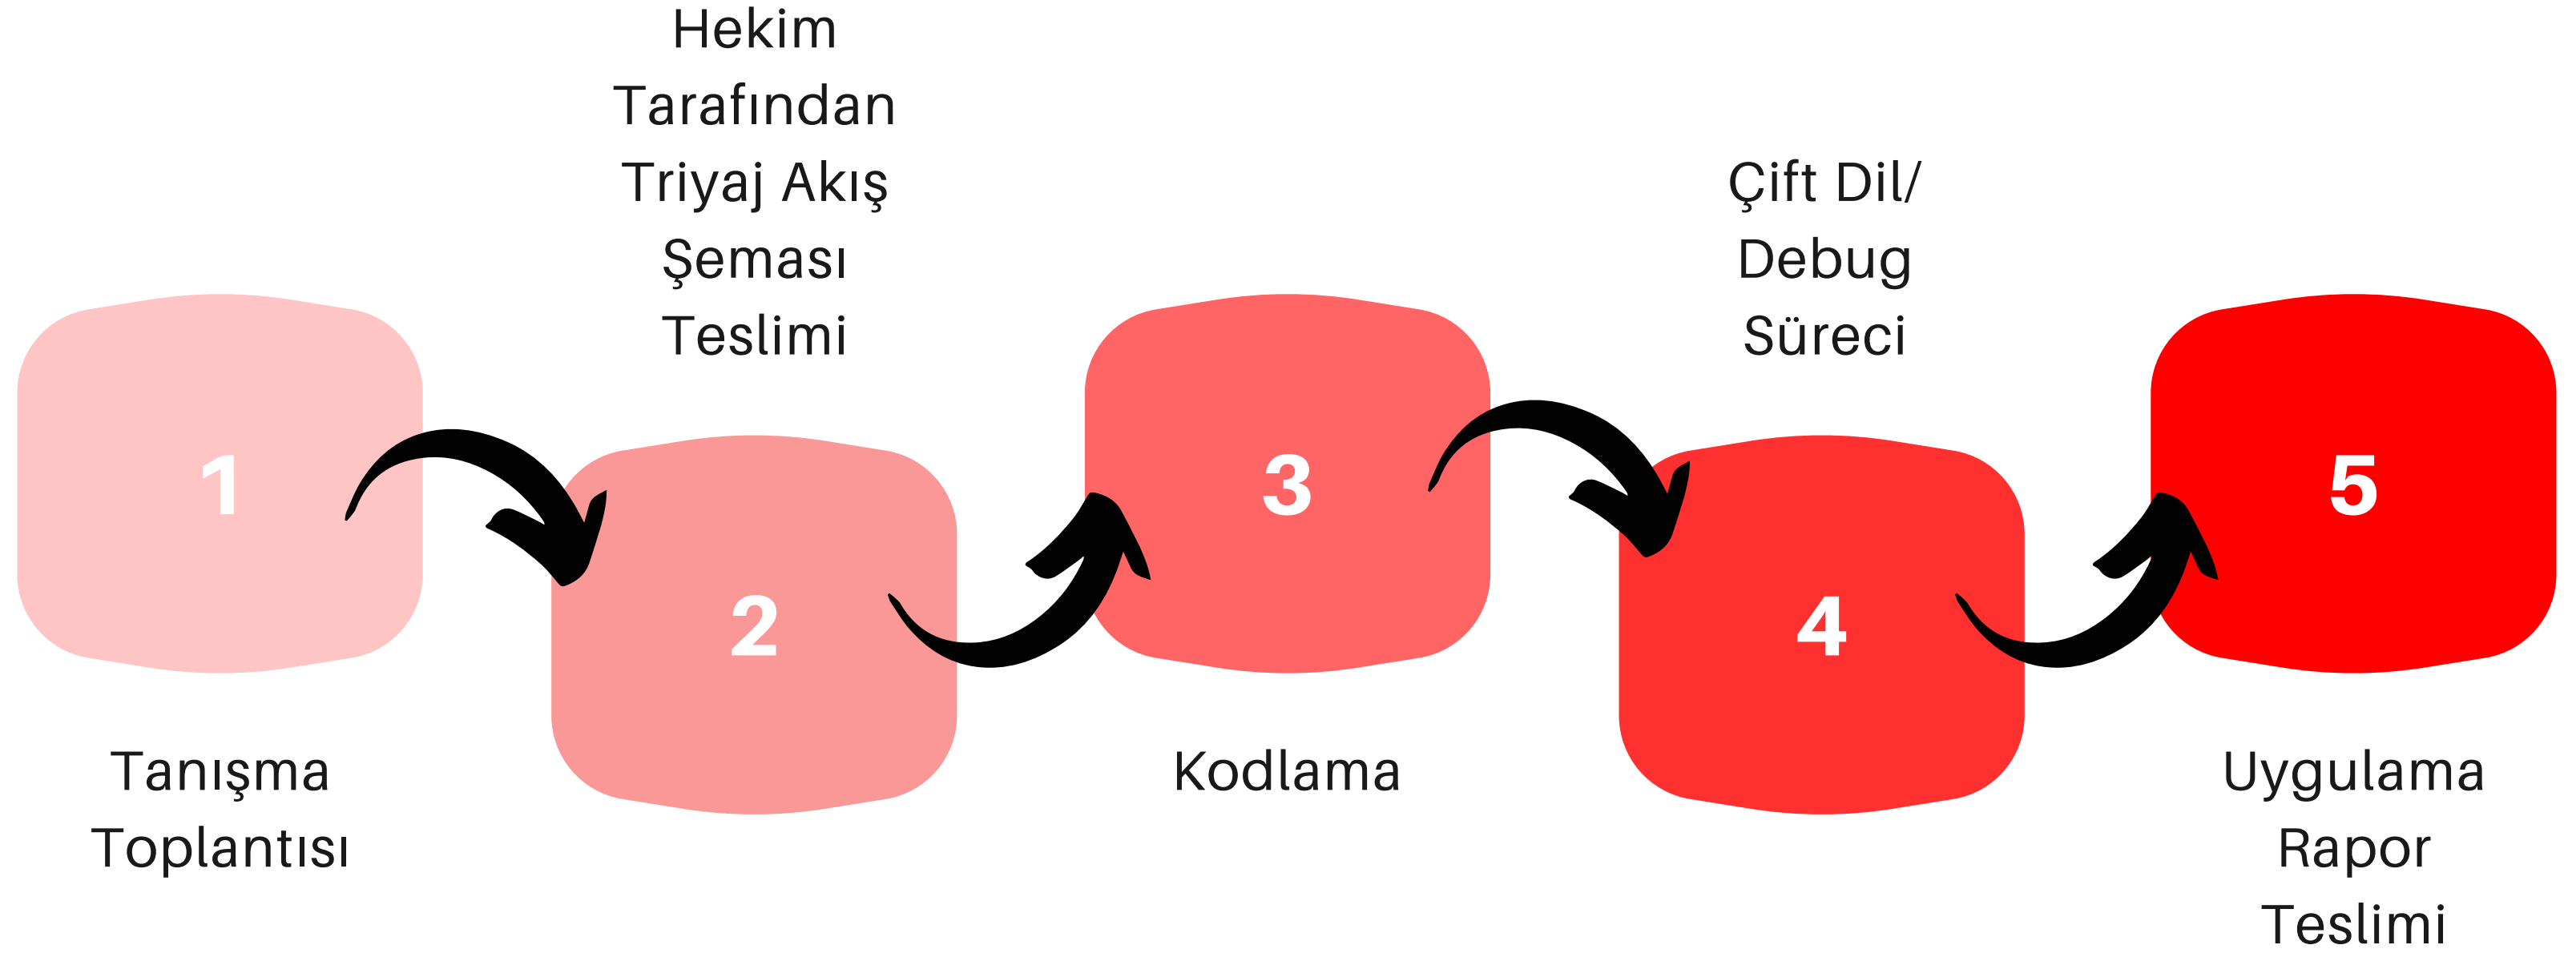 1
Tanışma
Toplantısı
Hekim
Tarafından
Triyaj Akış
Şeması
Teslimi
2
3
Kodlama
Çift Dil/
Debug
Süreci
4
5
Uygulama
Rapor
Teslimi